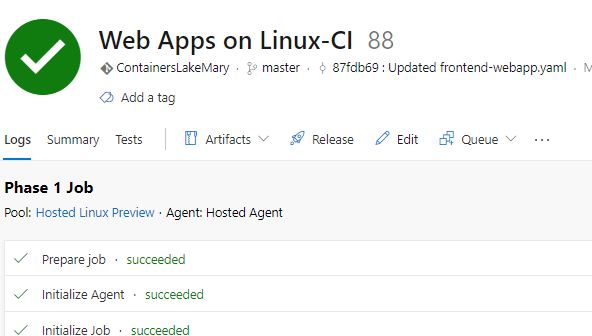 Web Apps on Linux-CI 88
ContainersLakeMary · master · 87fdb69 : Updated frontend-webapp.yaml ·
Add a tag
Logs Summary Tests Artifacts Release Edit Queue ...
Phase 1 Job
Pool: Hosted Linux Preview · Agent: Hosted Agent
Prepare job · succeeded
Initialize Agent · succeeded
Initialize Job · succeeded